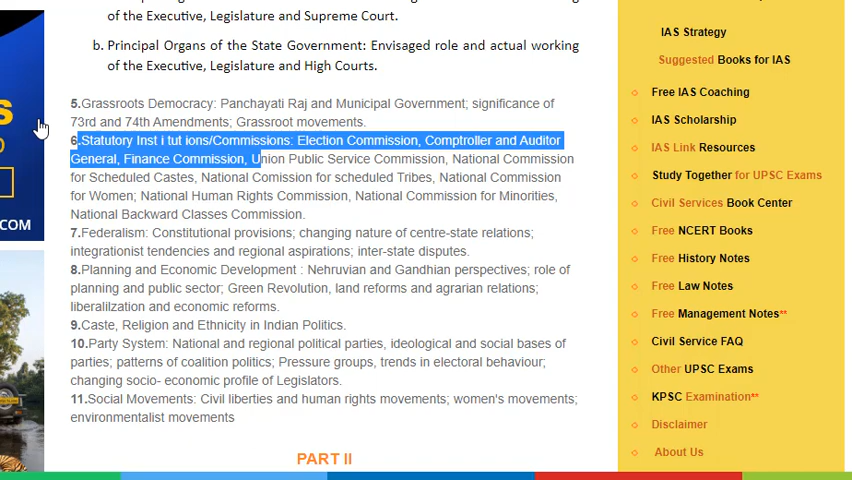 of the Executive, Legislature and Supreme Court.
b. Principal Organs of the State Government: Envisaged role and actual working
of the Executive, Legislature and High Courts.
5.Grassroots Democracy: Panchayati Raj and Municipal Government; significance of
73rd and 74th Amendments; Grassroot movements.
6.Statutory Inst i tut ions/Commissions: Election Commission, Comptroller and Auditor
General, Finance Commission, Union Public Service Commission, National Commission
for Scheduled Castes, National Comission for scheduled Tribes, National Commission
for Women; National Human Rights Commission, National Commission for Minorities,
National Backward Classes Commission.
7.Federalism: Constitutional provisions; changing nature of centre-state relations;
integrationist tendencies and regional aspirations; inter-state disputes.
8.Planning and Economic Development : Nehruvian and Gandhian perspectives; role of
planning and public sector; Green Revolution, land reforms and agrarian relations;
liberalilzation and economic reforms.
9.Caste, Religion and Ethnicity in Indian Politics.
10.Party System: National and regional political parties, ideological and social bases of
parties; patterns of coalition politics; Pressure groups, trends in electoral behaviour;
changing socio- economic profile of Legislators.
11.Social Movements: Civil liberties and human rights movements; women's movements;
environmentalist movements
PART II
IAS Strategy
Suggested Books for IAS
Free IAS Coaching
IAS Scholarship
IAS Link Resources
Study Together for UPSC Exams
Civil Services Book Center
Free NCERT Books
Free History Notes
Free Law Notes
Free Management Notes**
Civil Service FAQ
Other UPSC Exams
KPSC Examination**
Disclaimer
About Us
COM